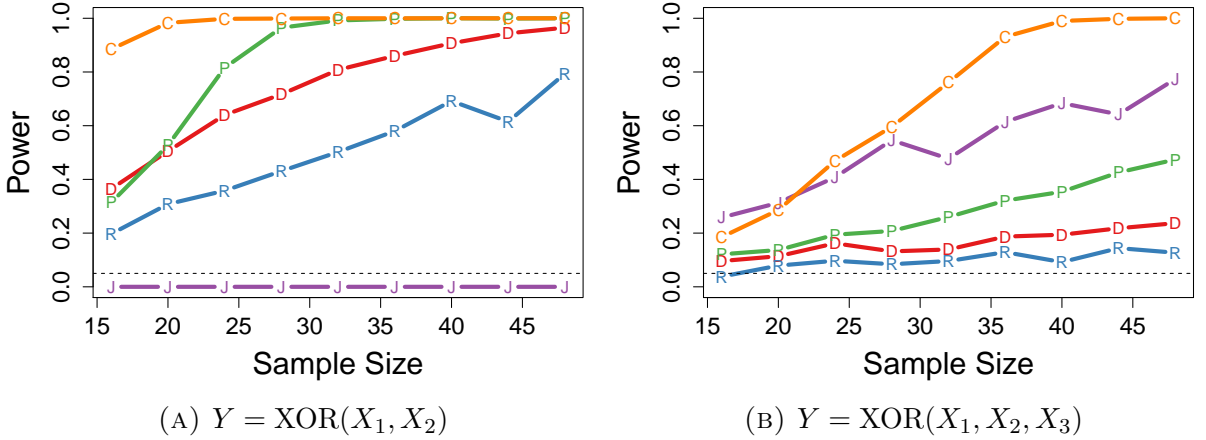 1.0
0.8
0.6
0.4
0.2
0.0
Power
C C C C C C C C C
P P P P P P P P P
D D D D D D D D D
R R R R R R R R R
J J J J J J J J J
15 20 25 30 35 40 45
Sample Size
(A) Y = XOR(X₁, X₂)
1.0
0.8
0.6
0.4
0.2
0.0
Power
C C C C C C C C C
J J J J J J J J J
P P P P P P P P P
D D D D D D D D D
R R R R R R R R R
15 20 25 30 35 40 45
Sample Size
(B) Y = XOR(X₁, X₂, X₃)